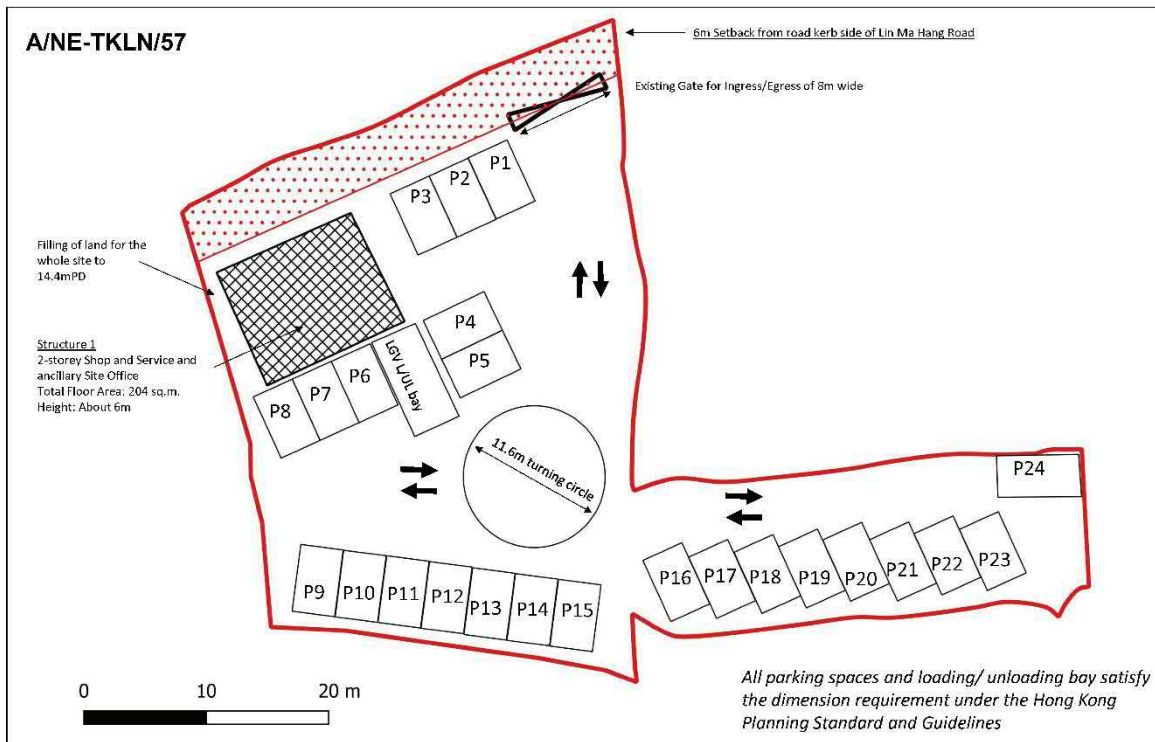 A/NE-TKLN/57
6m Setback from road kerb side of Lin Ma Hang Road
Existing Gate for Ingress/Egress of 8m wide
P1
P2
P3
Filling of land for the
whole site to
14.4mPD
Structure 1
2-storey Shop and Service and
ancillary Site Office
Total Floor Area: 204 sq.m.
Height: About 6m
P4
P5
LGV L/UL bay
P6
P7
P8
11.6m turning circle
P24
P9
P10
P11
P12
P13
P14
P15
P16
P17
P18
P19
P20
P21
P22
P23
0 10 20 m
All parking spaces and loading/ unloading bay satisfy
the dimension requirement under the Hong Kong
Planning Standard and Guidelines